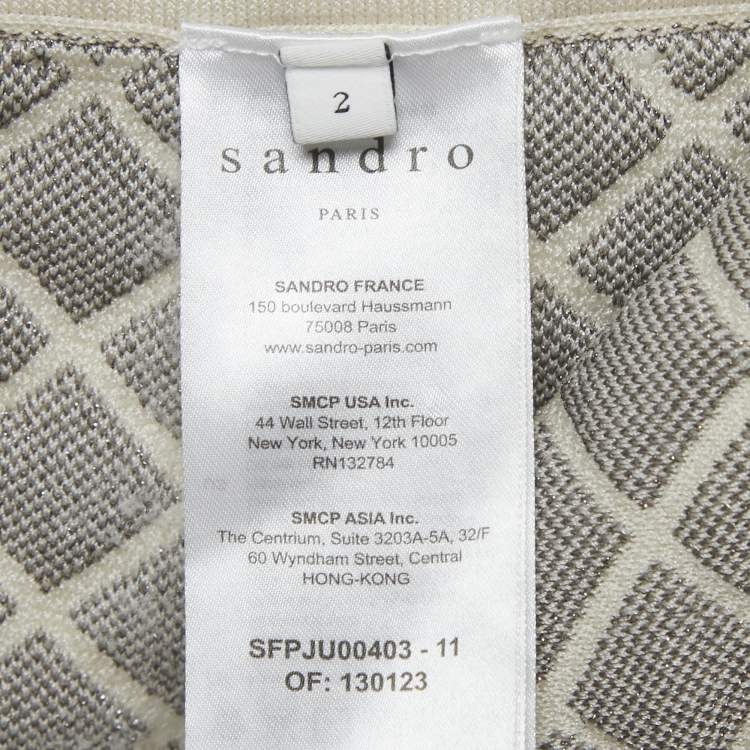 2
sandro
PARIS
SANDRO FRANCE
150 boulevard Haussmann
75008 Paris
www.sandro-paris.com
SMCP USA Inc.
44 Wall Street, 12th Floor
New York, New York 10005
RN132784
SMCP ASIA Inc.
The Centrium, Suite 3203A-5A, 32/F
60 Wyndham Street, Central
HONG-KONG
SFPJU00403 - 11
OF: 130123